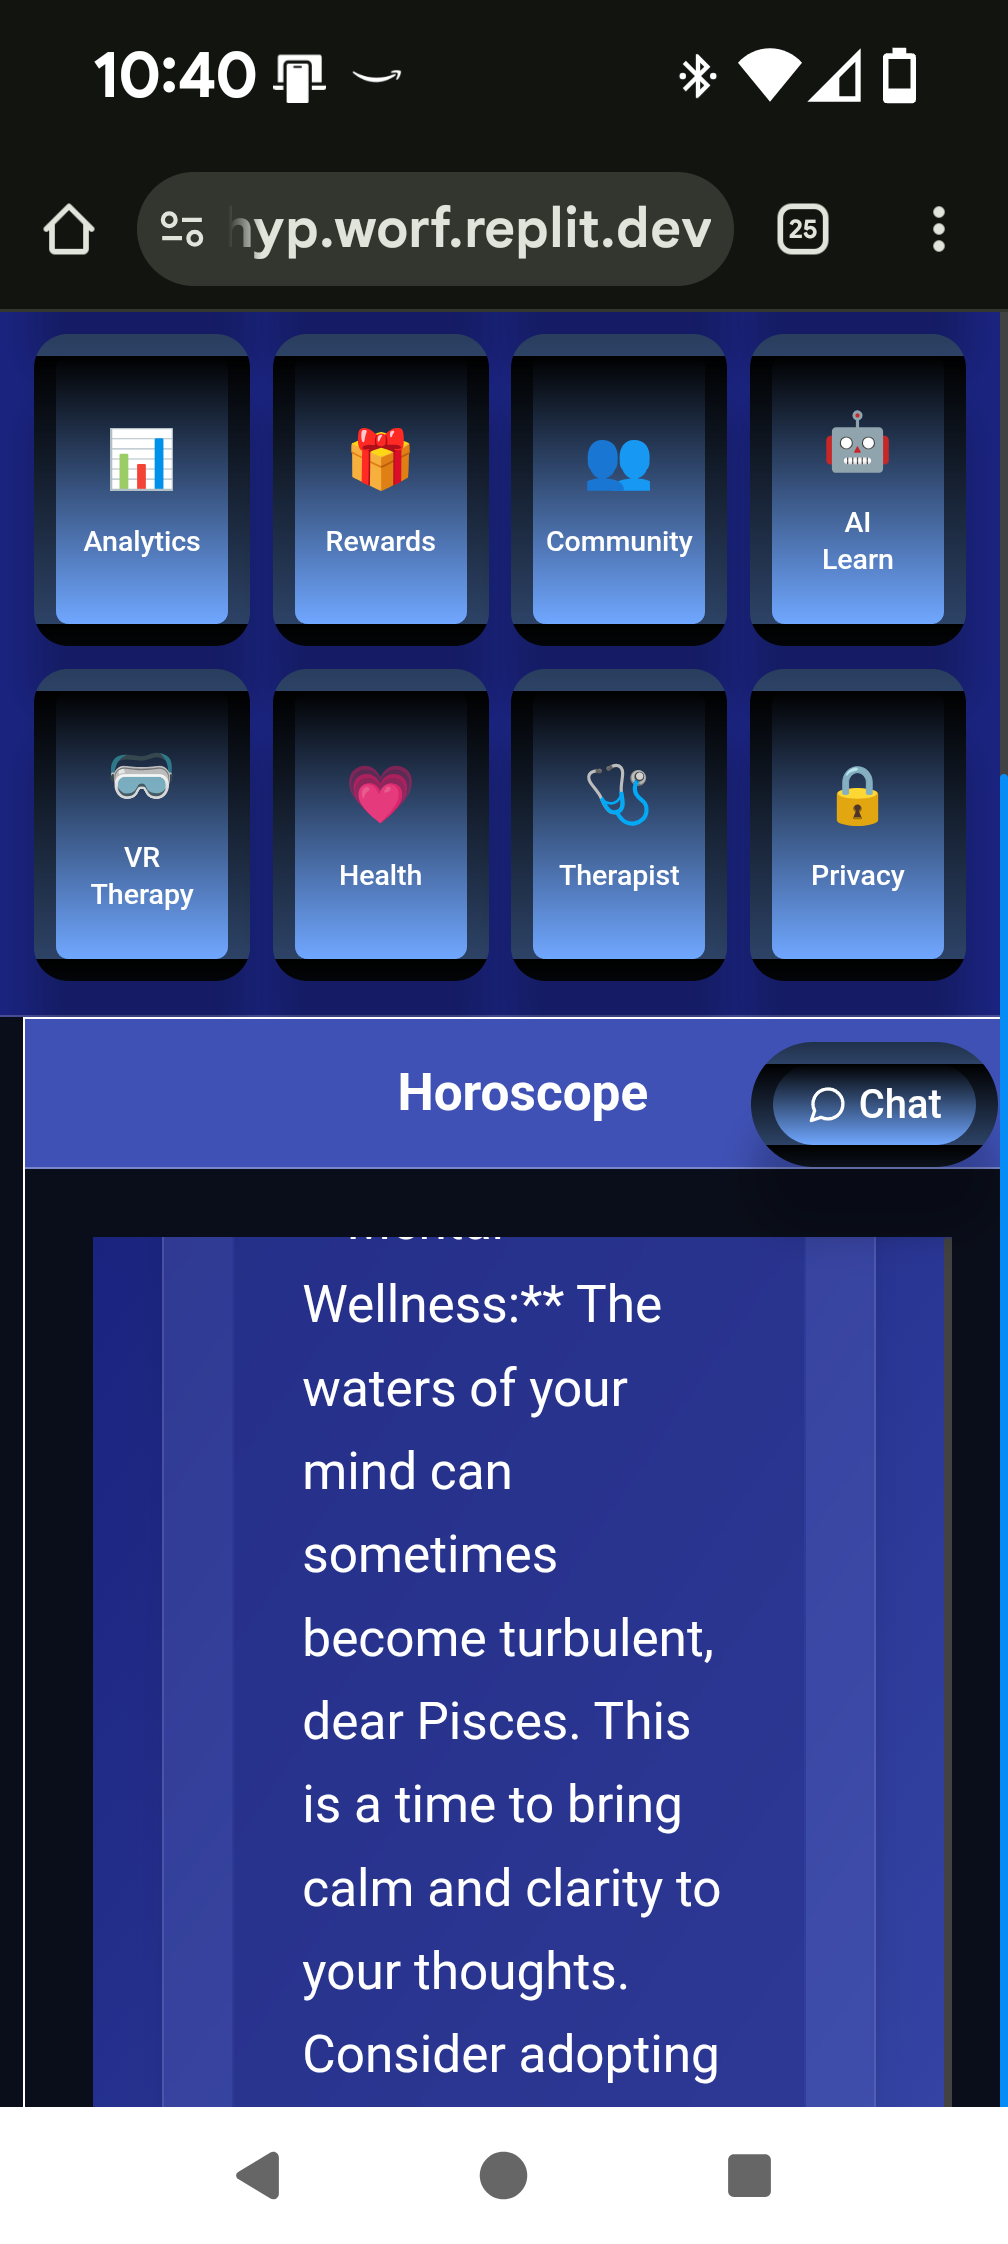 10:40
hyp.worf.replit.dev
25
Analytics
Rewards
Community
AI
Learn
VR
Therapy
Health
Therapist
Privacy
Horoscope
Chat
Mental
Wellness:** The
waters of your
mind can
sometimes
become turbulent,
dear Pisces. This
is a time to bring
calm and clarity to
your thoughts.
Consider adopting